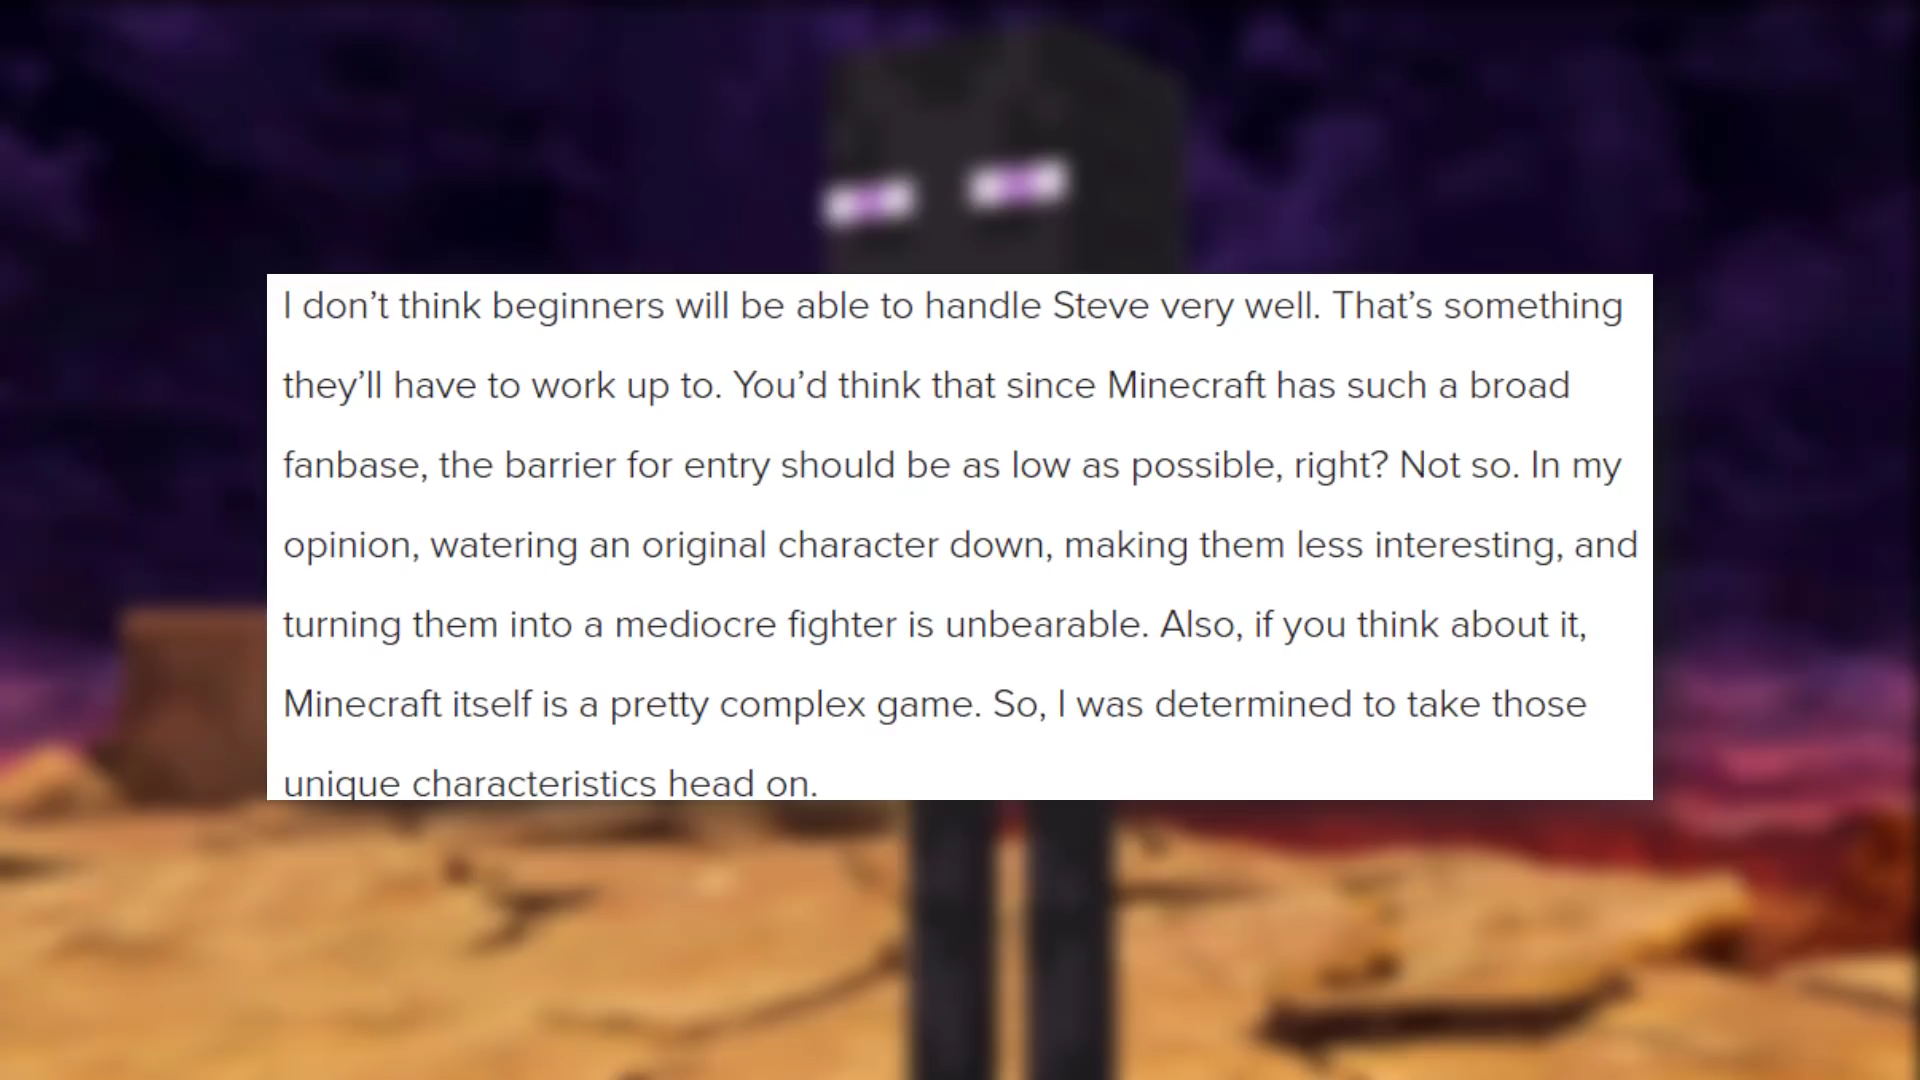 I don’t think beginners will be able to handle Steve very well. That’s something
they’ll have to work up to. You’d think that since Minecraft has such a broad
fanbase, the barrier for entry should be as low as possible, right? Not so. In my
opinion, watering an original character down, making them less interesting, and
turning them into a mediocre fighter is unbearable. Also, if you think about it,
Minecraft itself is a pretty complex game. So, I was determined to take those
unique characteristics head on.